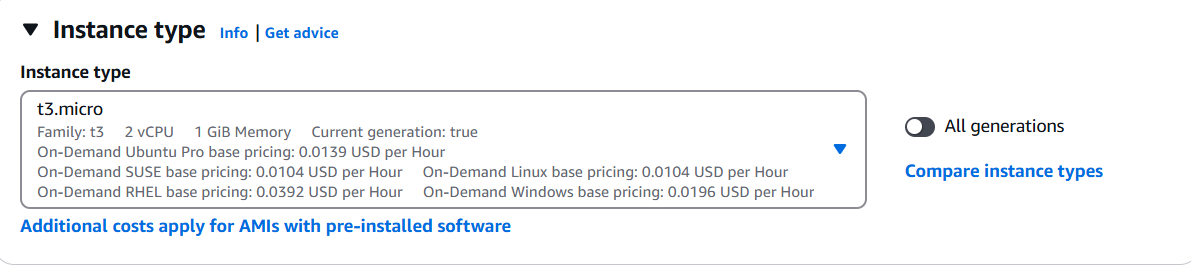 Instance type Info | Get advice
Instance type
t3.micro
Family: t3 2 vCPU 1 GiB Memory Current generation: true
On-Demand Ubuntu Pro base pricing: 0.0139 USD per Hour
On-Demand SUSE base pricing: 0.0104 USD per Hour On-Demand Linux base pricing: 0.0104 USD per Hour
On-Demand RHEL base pricing: 0.0392 USD per Hour On-Demand Windows base pricing: 0.0196 USD per Hour
All generations
Compare instance types
Additional costs apply for AMIs with pre-installed software